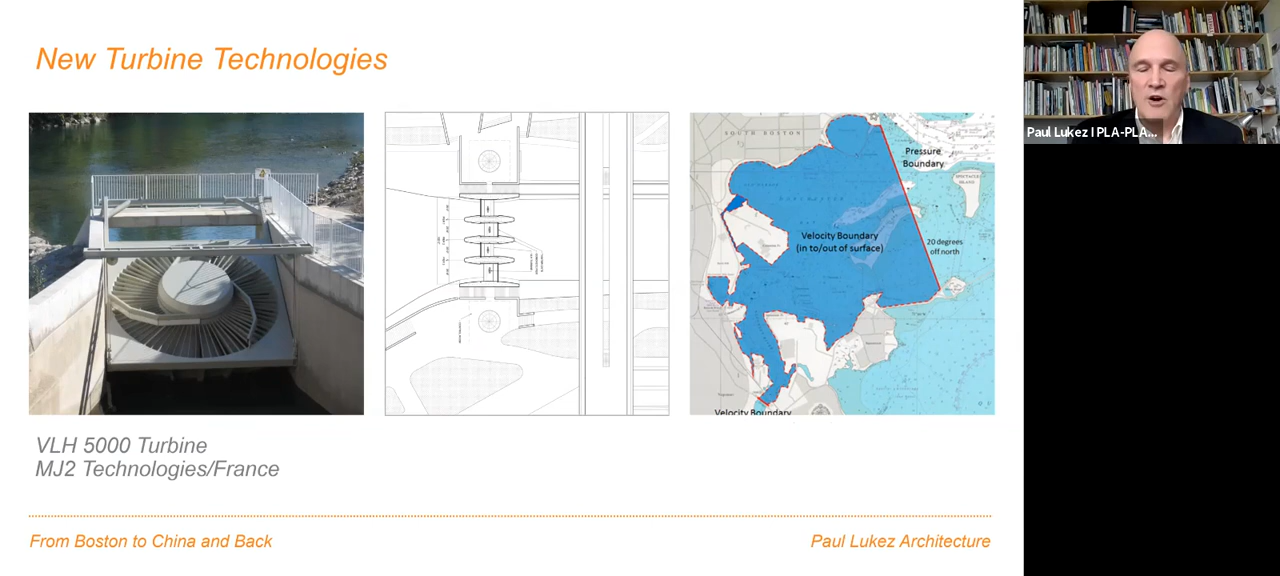 New Turbine Technologies
SOUTH BOSTON
Pressure
Boundary
SPECTACLE
ISLAND
Velocity Boundary
(in to/out of surface)
20 degrees
off north
Velocity Boundary
VLH 5000 Turbine
MJ2 Technologies/France
From Boston to China and Back
Paul Lukez Architecture
Paul Lukez I PLA-PLA...